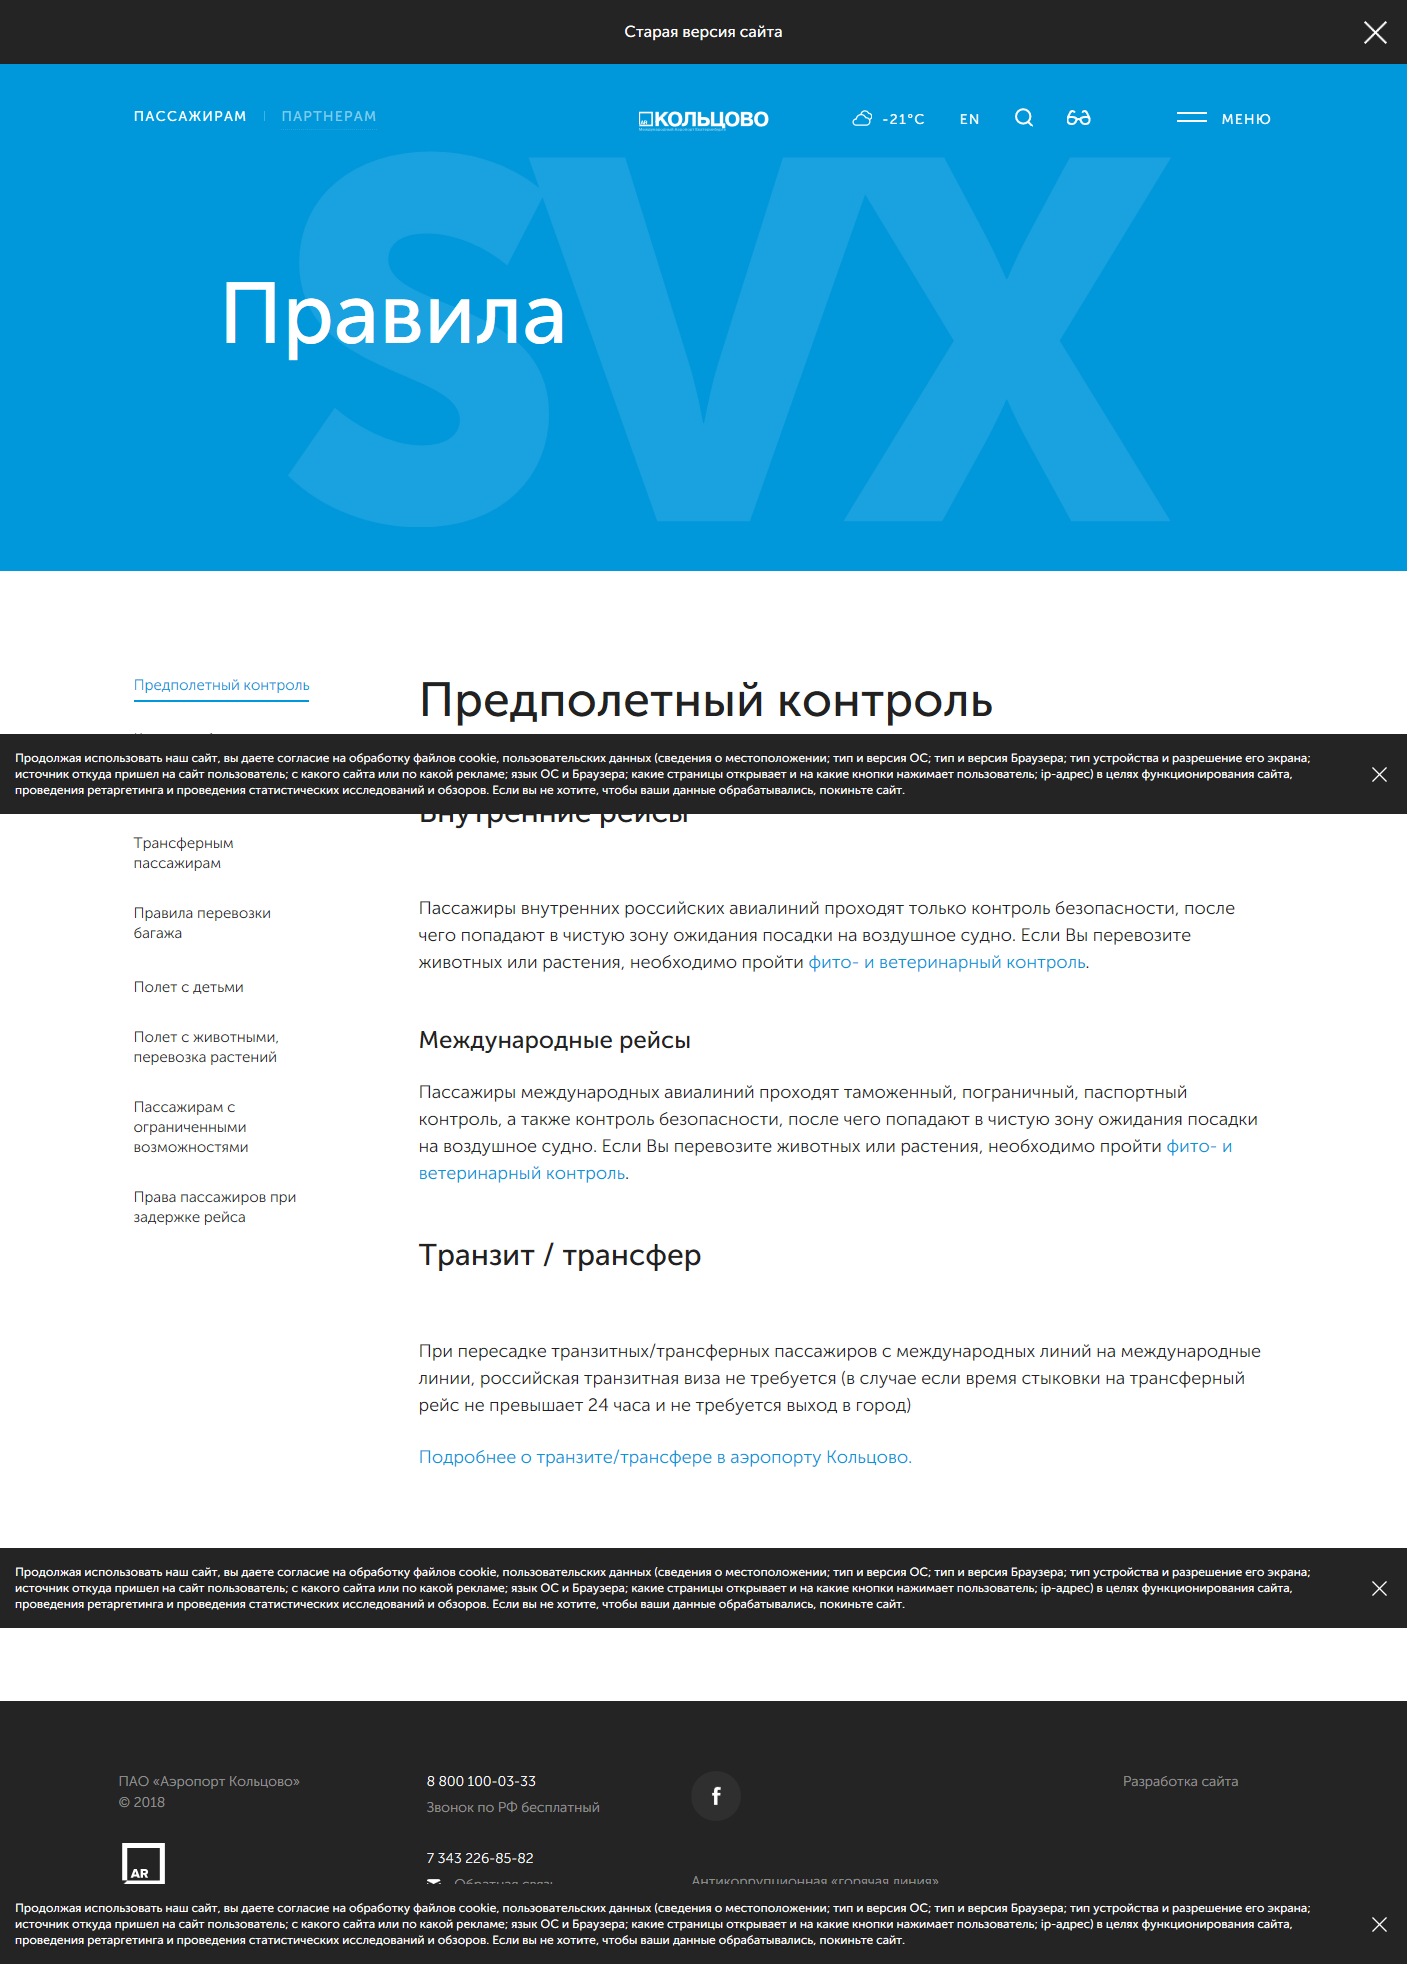 Старая версия сайта
ПАССАЖИРАМ
ПАРТНЕРАМ
AR КОЛЬЦОВО
-21°C
EN
МЕНЮ
SVX
Правила
Предполетный контроль
Предполетный контроль
Продолжая использовать наш сайт, вы даете согласие на обработку файлов cookie, пользовательских данных (сведения о местоположении; тип и версия ОС; тип и версия Браузера; тип устройства и разрешение его экрана;
источник откуда пришел на сайт пользователь; с какого сайта или по какой рекламе; язык ОС и Браузера; какие страницы открывает и на какие кнопки нажимает пользователь; ip-адрес) в целях функционирования сайта,
проведения ретаргетинга и проведения статистических исследований и обзоров. Если вы не хотите, чтобы ваши данные обрабатывались, покиньте сайт.
Внутренние рейсы
Трансферным
пассажирам
Правила перевозки
багажа
Полет с детьми
Полет с животными,
перевозка растений
Пассажирам с
ограниченными
возможностями
Права пассажиров при
задержке рейса
Пассажиры внутренних российских авиалиний проходят только контроль безопасности, после
чего попадают в чистую зону ожидания посадки на воздушное судно. Если Вы перевозите
животных или растения, необходимо пройти фито- и ветеринарный контроль.
Международные рейсы
Пассажиры международных авиалиний проходят таможенный, пограничный, паспортный
контроль, а также контроль безопасности, после чего попадают в чистую зону ожидания посадки
на воздушное судно. Если Вы перевозите животных или растения, необходимо пройти фито- и
ветеринарный контроль.
Транзит / трансфер
При пересадке транзитных/трансферных пассажиров с международных линий на международные
линии, российская транзитная виза не требуется (в случае если время стыковки на трансферный
рейс не превышает 24 часа и не требуется выход в город)
Подробнее о транзите/трансфере в аэропорту Кольцово.
Продолжая использовать наш сайт, вы даете согласие на обработку файлов cookie, пользовательских данных (сведения о местоположении; тип и версия ОС; тип и версия Браузера; тип устройства и разрешение его экрана;
источник откуда пришел на сайт пользователь; с какого сайта или по какой рекламе; язык ОС и Браузера; какие страницы открывает и на какие кнопки нажимает пользователь; ip-адрес) в целях функционирования сайта,
проведения ретаргетинга и проведения статистических исследований и обзоров. Если вы не хотите, чтобы ваши данные обрабатывались, покиньте сайт.
ПАО «Аэропорт Кольцово»
© 2018
AR
8 800 100-03-33
Звонок по РФ бесплатный
7 343 226-85-82
Обратная связь
f
Антикоррупционная «горячая линия»
Разработка сайта
Продолжая использовать наш сайт, вы даете согласие на обработку файлов cookie, пользовательских данных (сведения о местоположении; тип и версия ОС; тип и версия Браузера; тип устройства и разрешение его экрана;
источник откуда пришел на сайт пользователь; с какого сайта или по какой рекламе; язык ОС и Браузера; какие страницы открывает и на какие кнопки нажимает пользователь; ip-адрес) в целях функционирования сайта,
проведения ретаргетинга и проведения статистических исследований и обзоров. Если вы не хотите, чтобы ваши данные обрабатывались, покиньте сайт.